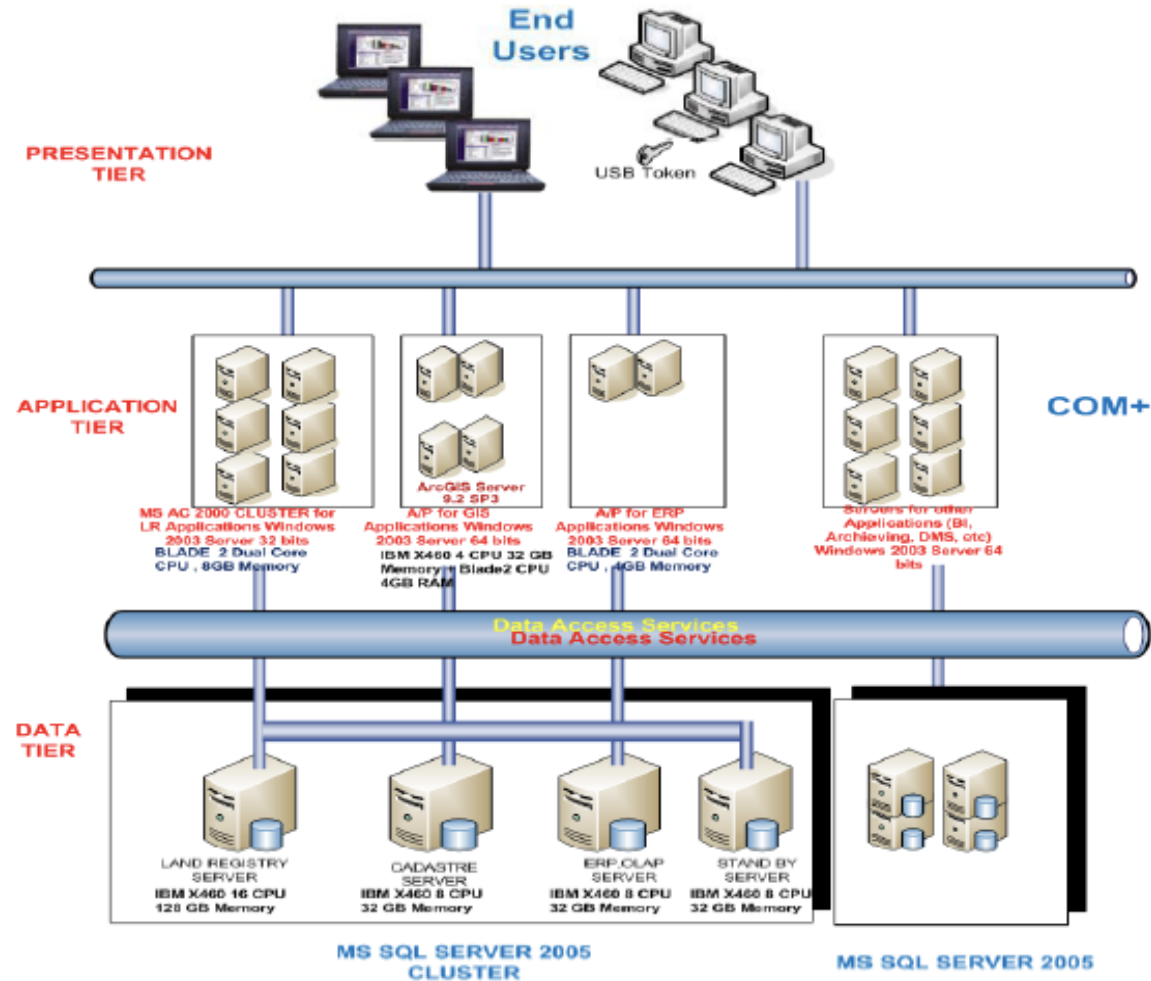 End
Users
PRESENTATION
TIER
USB Token
APPLICATION
TIER
COM+
MS AC 2000 CLUSTER for
LR Applications Windows
2003 Server 32 bits
BLADE 2 Dual Core
CPU , 8GB Memory
ArcGIS Server
9.2 SP3
A/P for GIS
Applications Windows
2003 Server 64 bits
IBM X460 4 CPU 32 GB
Memory + Blade2 CPU
4GB RAM
A/P for ERP
Applications Windows
2003 Server 64 bits
BLADE 2 Dual Core
CPU , 4GB Memory
Servers for other
Applications (BI,
Archieving, DMS, etc)
Windows 2003 Server 64
bits
Data Access Services
Data Access Services
DATA
TIER
LAND REGISTRY
SERVER
IBM X460 16 CPU
128 GB Memory
CADASTRE
SERVER
IBM X460 8 CPU
32 GB Memory
ERP,OLAP
SERVER
IBM X460 8 CPU
32 GB Memory
STAND BY
SERVER
IBM X460 8 CPU
32 GB Memory
MS SQL SERVER 2005
CLUSTER
MS SQL SERVER 2005